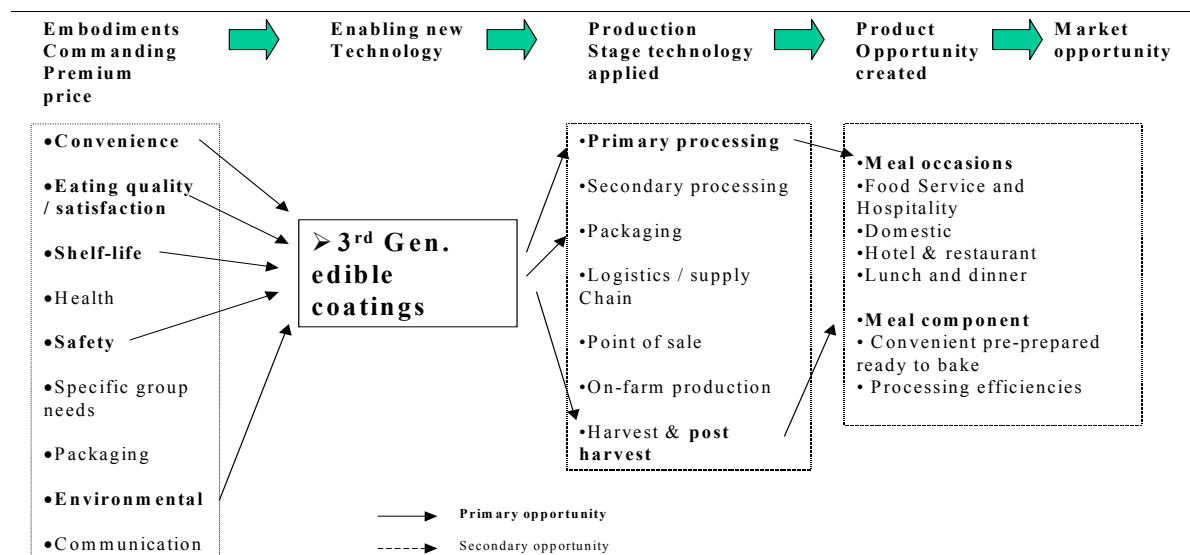 Embodiments
Commanding
Premium
price
Enabling new
Technology
Production
Stage technology
applied
Product
Opportunity
created
Market
opportunity
•Convenience
•Eating quality
/ satisfaction
•Shelf-life
•Health
•Safety
•Specific group
needs
•Packaging
•Environmental
•Communication
➢ 3rd Gen.
edible
coatings
•Primary processing
•Secondary processing
•Packaging
•Logistics / supply
Chain
•Point of sale
•On-farm production
•Harvest & post
harvest
•Meal occasions
•Food Service and
Hospitality
•Domestic
•Hotel & restaurant
•Lunch and dinner
•Meal component
• Convenient pre-prepared
ready to bake
• Processing efficiencies
Primary opportunity
Secondary opportunity